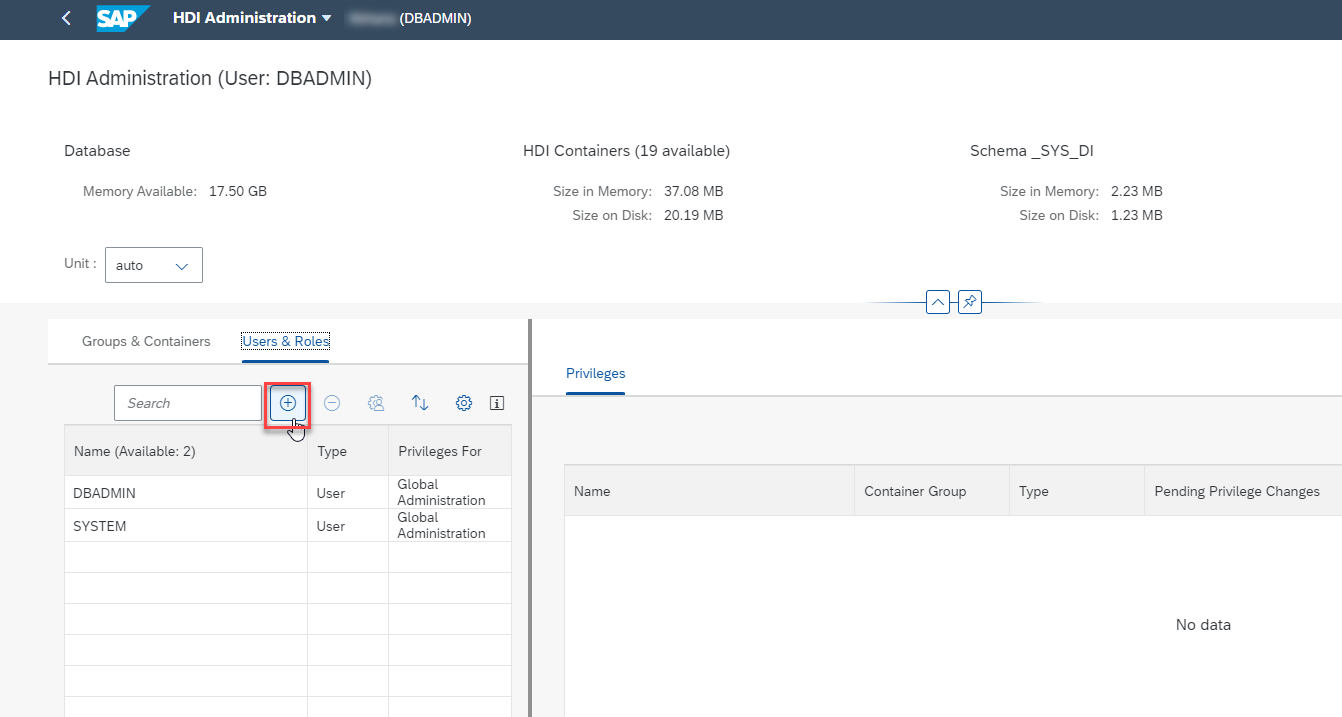 SAP HDI Administration (DBADMIN)
HDI Administration (User: DBADMIN)
Database
Memory Available: 17.50 GB
Unit : auto
HDI Containers (19 available)
Size in Memory: 37.08 MB
Size on Disk: 20.19 MB
Schema _SYS_DI
Size in Memory: 2.23 MB
Size on Disk: 1.23 MB
Groups & Containers Users & Roles
Search
Name (Available: 2) Type Privileges For
DBADMIN User Global Administration
SYSTEM User Global Administration
Privileges
Name Container Group Type Pending Privilege Changes
No data